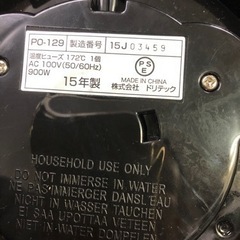 PO-129 製造番号 15J03459
温度ヒューズ 172℃ 1個
AC 100V(50/60Hz)
900W
PS
E
15年製
MADE IN CHINA
株式会社 ドリテック
HOUSEHOLD USE ONLY
DO NOT IMMERSE IN WATER
NE PAS IMMERGER DANS L'EAU
NICHT IN WASSER TAUCHEN
EI SAA UPOTTAA VETEEN